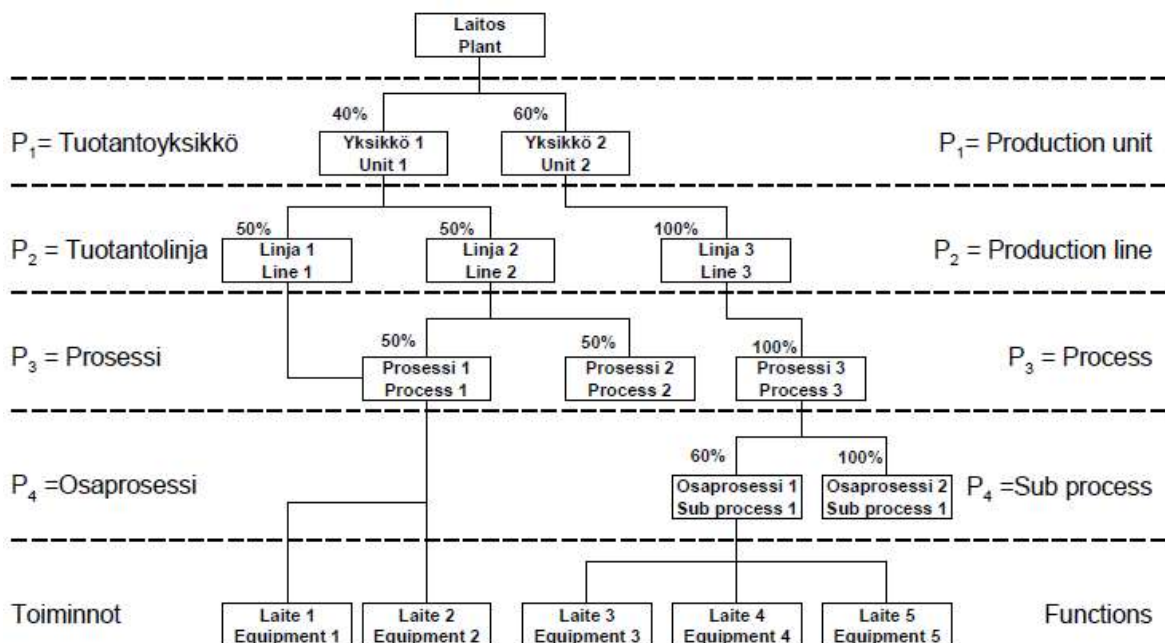 Laitos
Plant
40%
60%
P₁= Tuotantoyksikkö
Yksikkö 1
Unit 1
Yksikkö 2
Unit 2
P₁= Production unit
50%
50%
100%
P₂ = Tuotantolinja
Linja 1
Line 1
Linja 2
Line 2
Linja 3
Line 3
P₂ = Production line
50%
50%
100%
P₃ = Prosessi
Prosessi 1
Process 1
Prosessi 2
Process 2
Prosessi 3
Process 3
P₃ = Process
60%
100%
P₄ =Osaprosessi
Osaprosessi 1
Sub process 1
Osaprosessi 2
Sub process 1
P₄ =Sub process
Toiminnot
Laite 1
Equipment 1
Laite 2
Equipment 2
Laite 3
Equipment 3
Laite 4
Equipment 4
Laite 5
Equipment 5
Functions